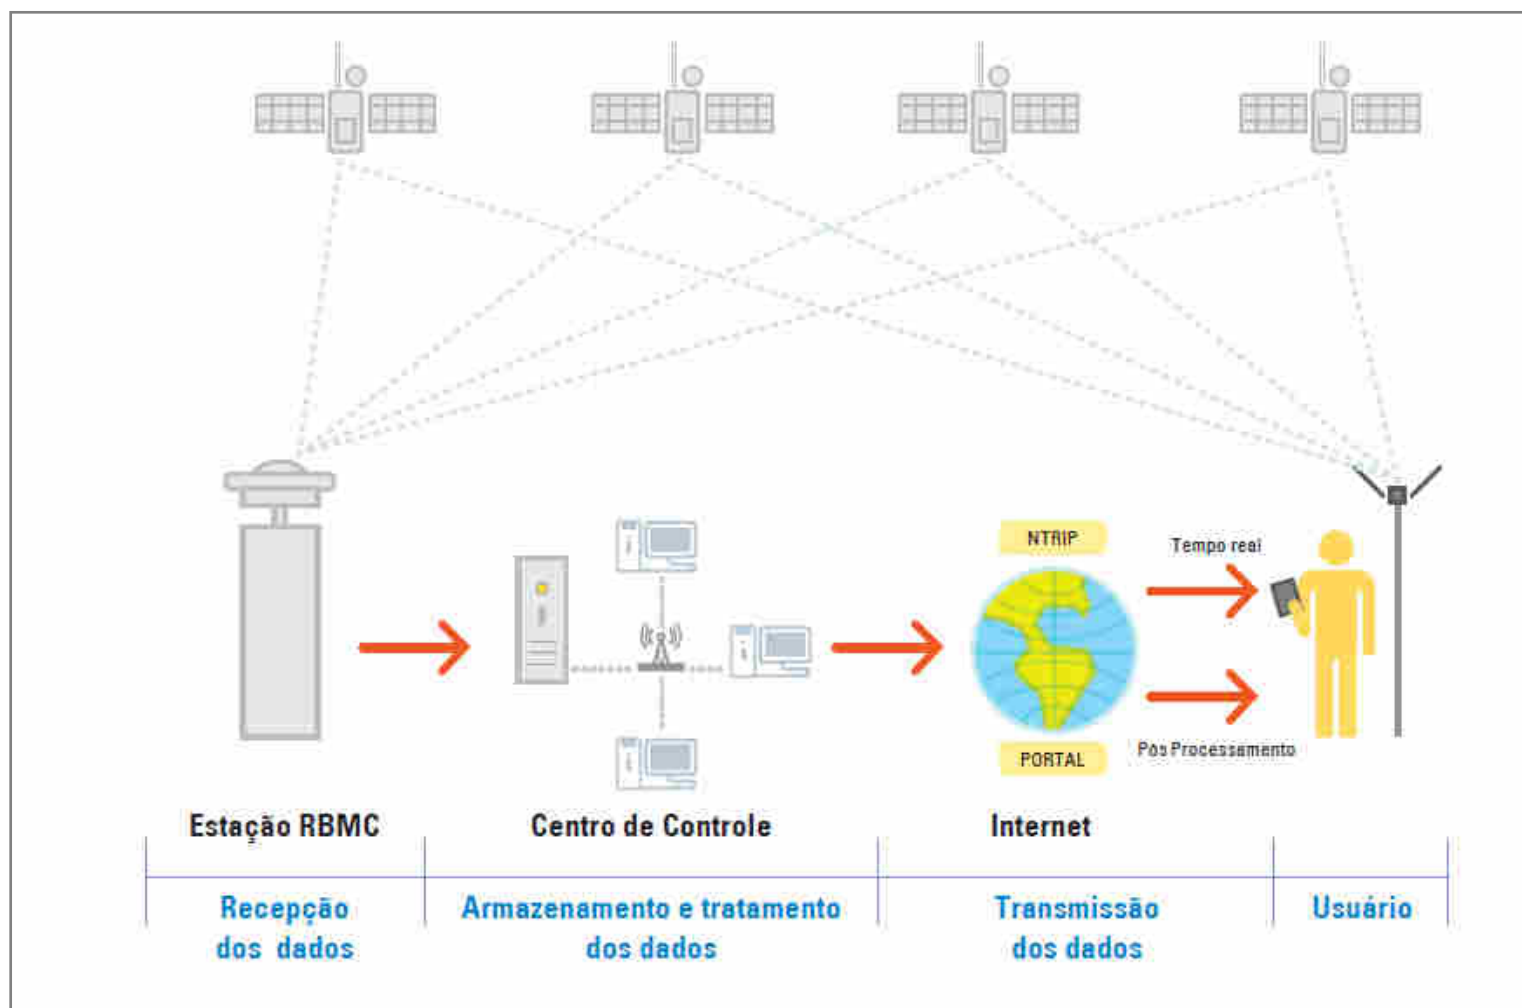 NTRIP
Tempo real
PORTAL
Pós Processamento
Estação RBMC
Centro de Controle
Internet
Recepção
dos dados
Armazenamento e tratamento
dos dados
Transmissão
dos dados
Usuário